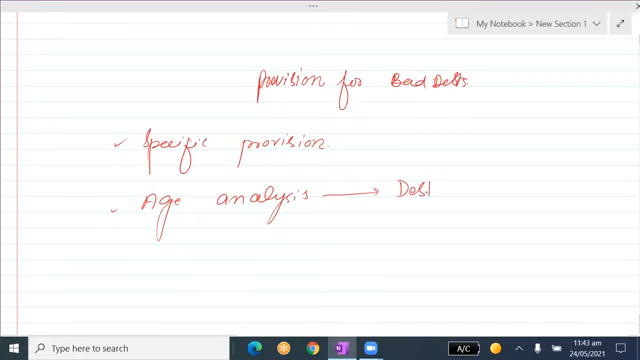 My Notebook > New Section 1
Provision for Bad Debts
Specific provision.
Age analysis → Debt
Type here to search
A/C
11:43 am
24/05/2021